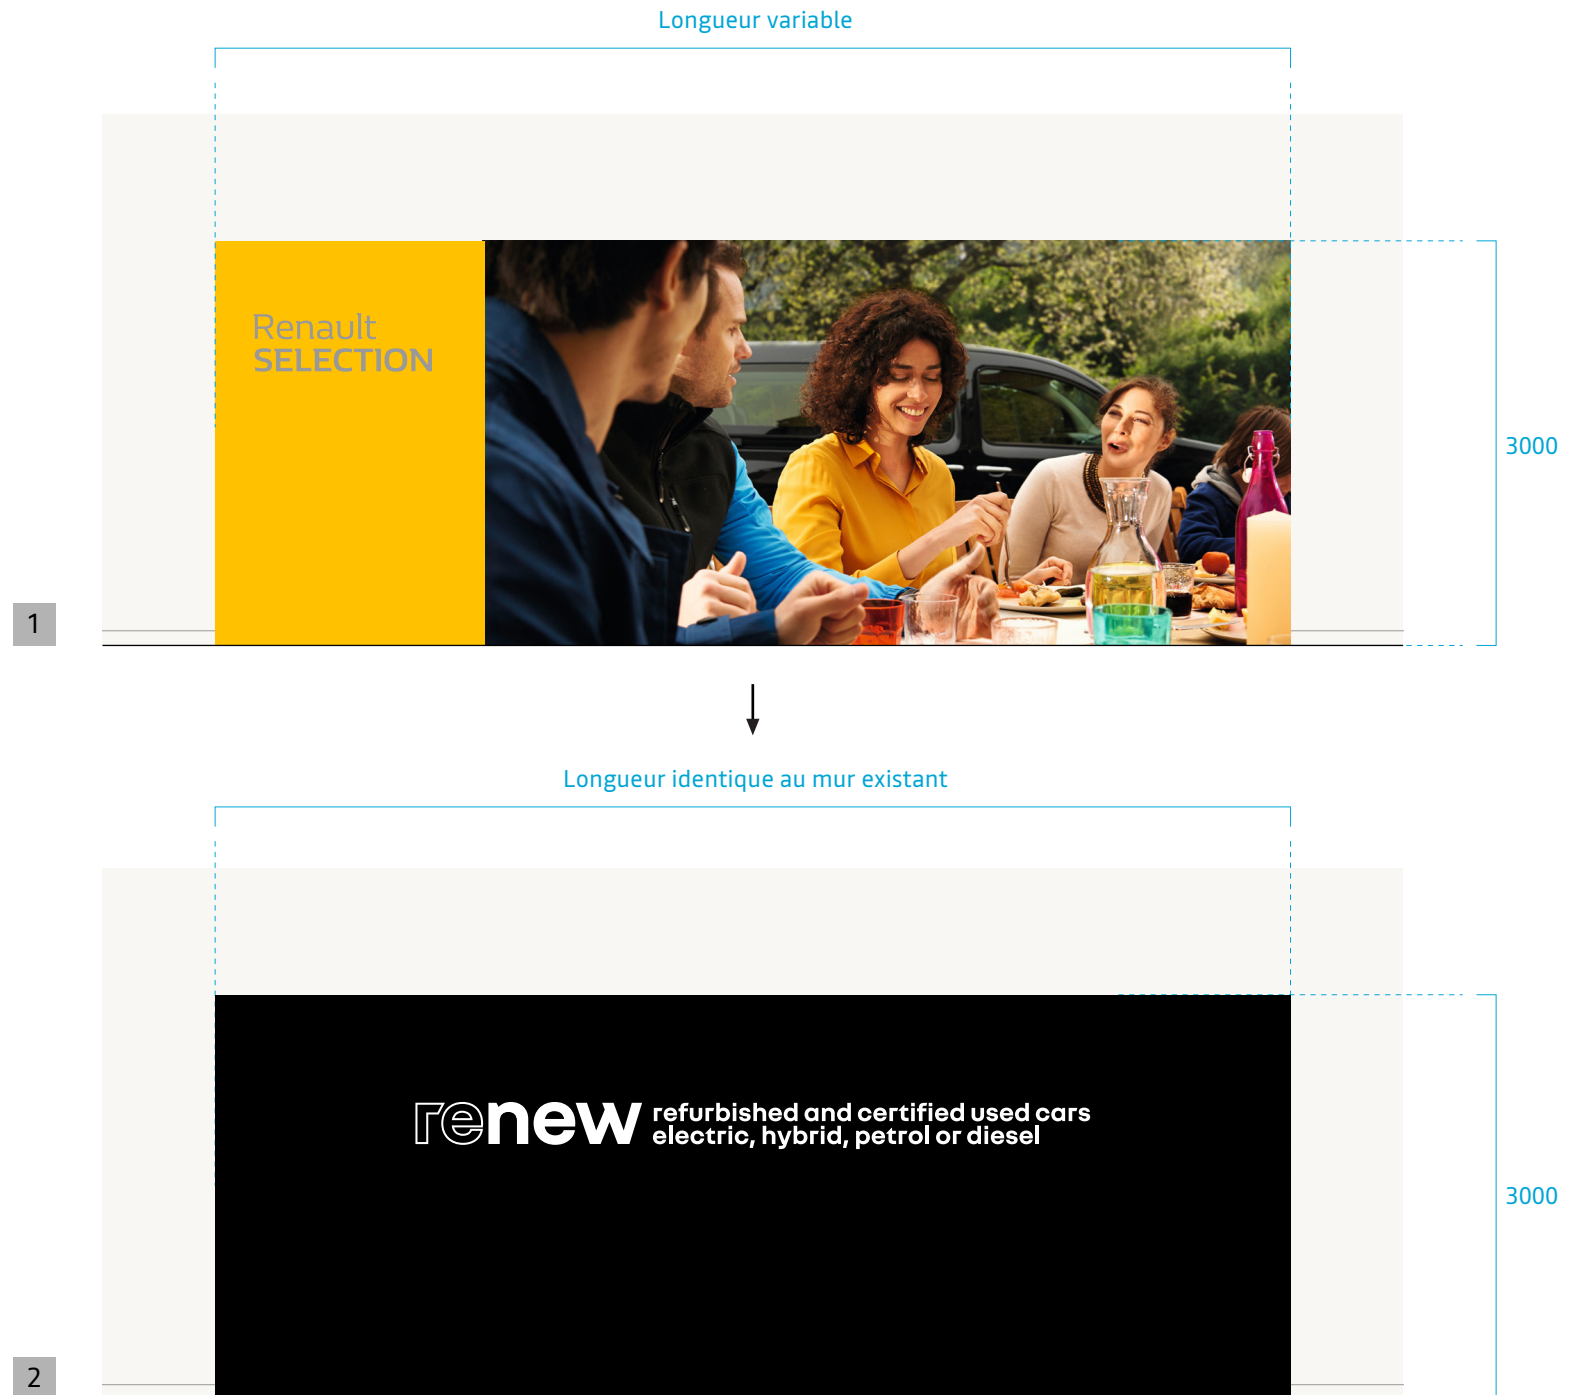 Longueur variable
Renault
SELECTION
3000
1
Longueur identique au mur existant
renew refurbished and certified used cars
electric, hybrid, petrol or diesel
3000
2